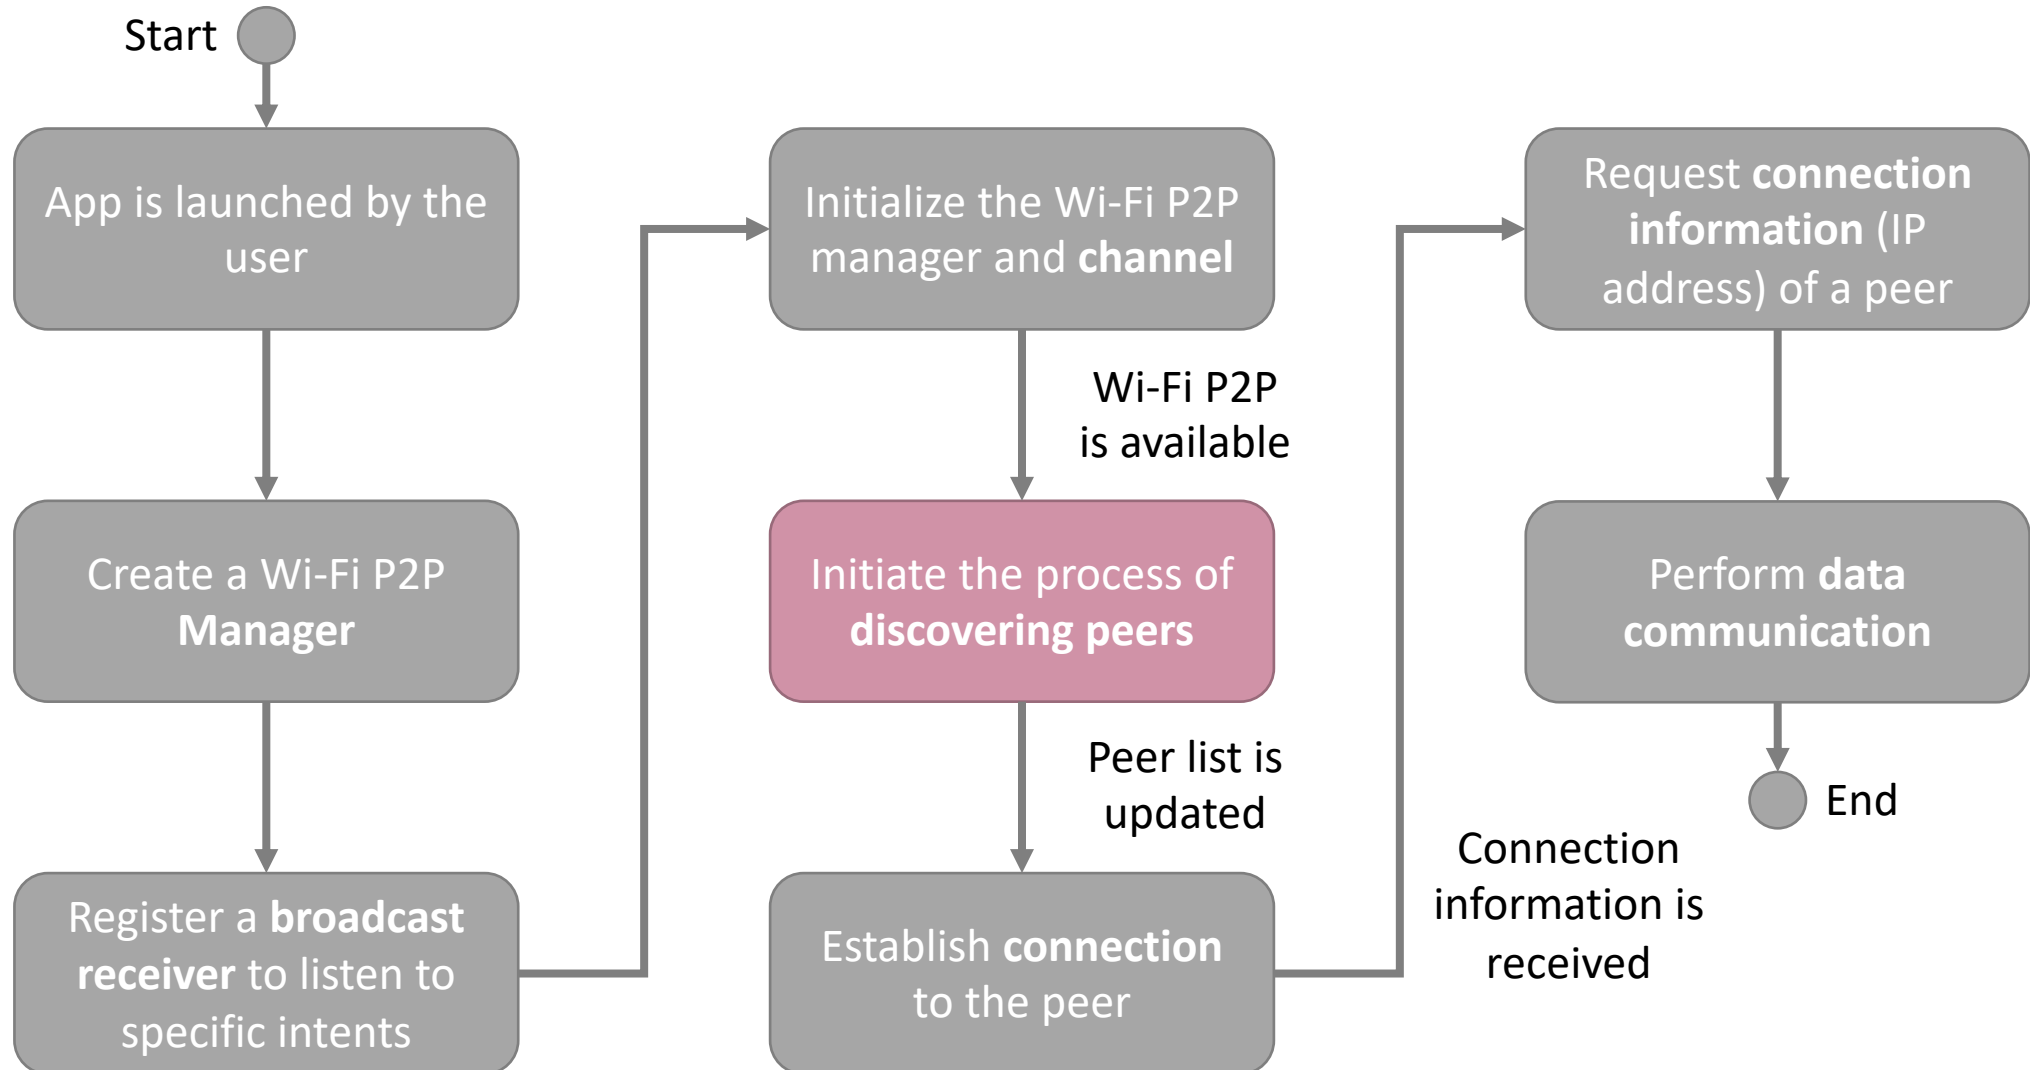 Start
App is launched by the
user
Create a Wi-Fi P2P
Manager
Register a broadcast
receiver to listen to
specific intents
Initialize the Wi-Fi P2P
manager and channel
Wi-Fi P2P
is available
Initiate the process of
discovering peers
Peer list is
updated
Establish connection
to the peer
Connection
information is
received
Request connection
information (IP
address) of a peer
Perform data
communication
End